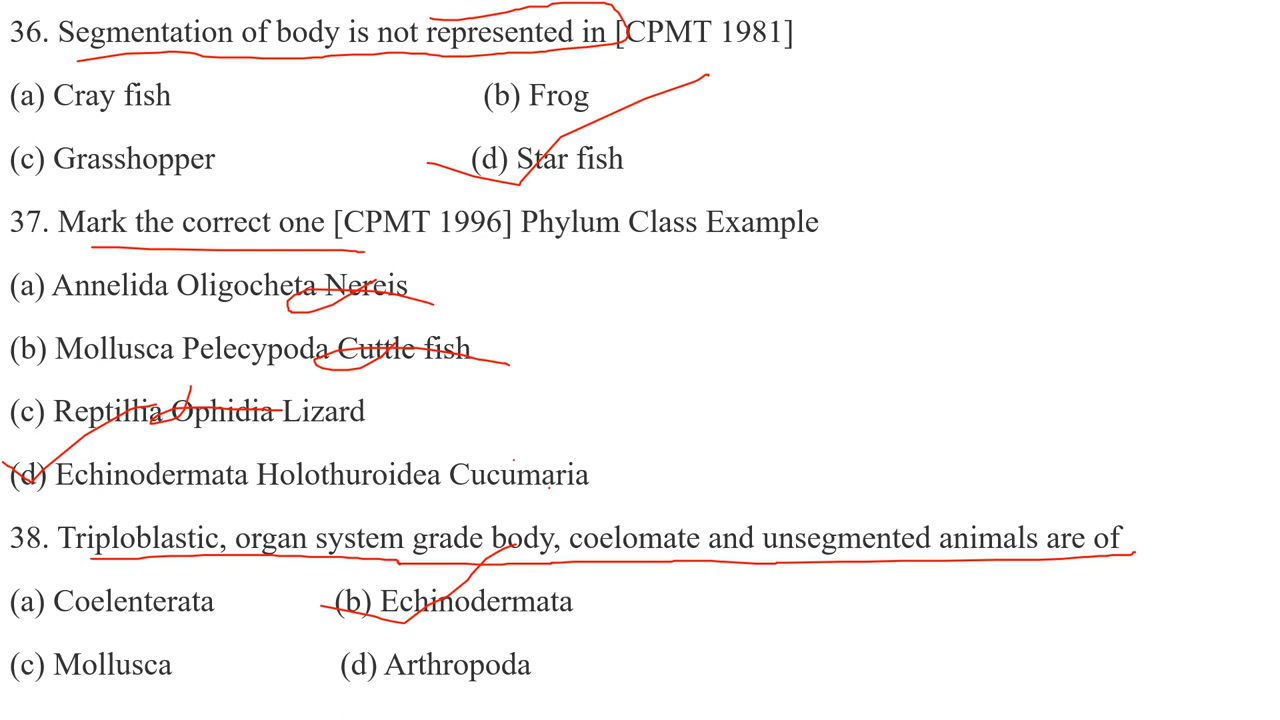 36. Segmentation of body is not represented in [CPMT 1981]
(a) Cray fish (b) Frog
(c) Grasshopper (d) Star fish
37. Mark the correct one [CPMT 1996] Phylum Class Example
(a) Annelida Oligocheta Nereis
(b) Mollusca Pelecypoda Cuttle fish
(c) Reptillia Ophidia Lizard
(d) Echinodermata Holothuroidea Cucumaria
38. Triploblastic, organ system grade body, coelomate and unsegmented animals are of
(a) Coelenterata (b) Echinodermata
(c) Mollusca (d) Arthropoda